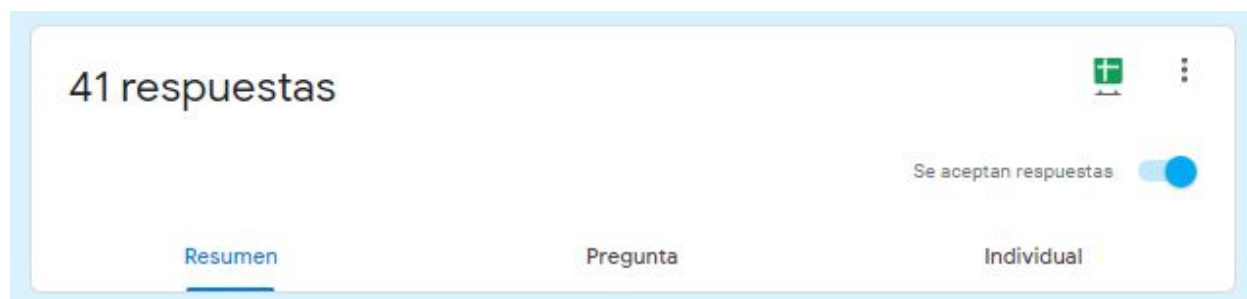 41 respuestas
Se aceptan respuestas
Resumen Pregunta Individual